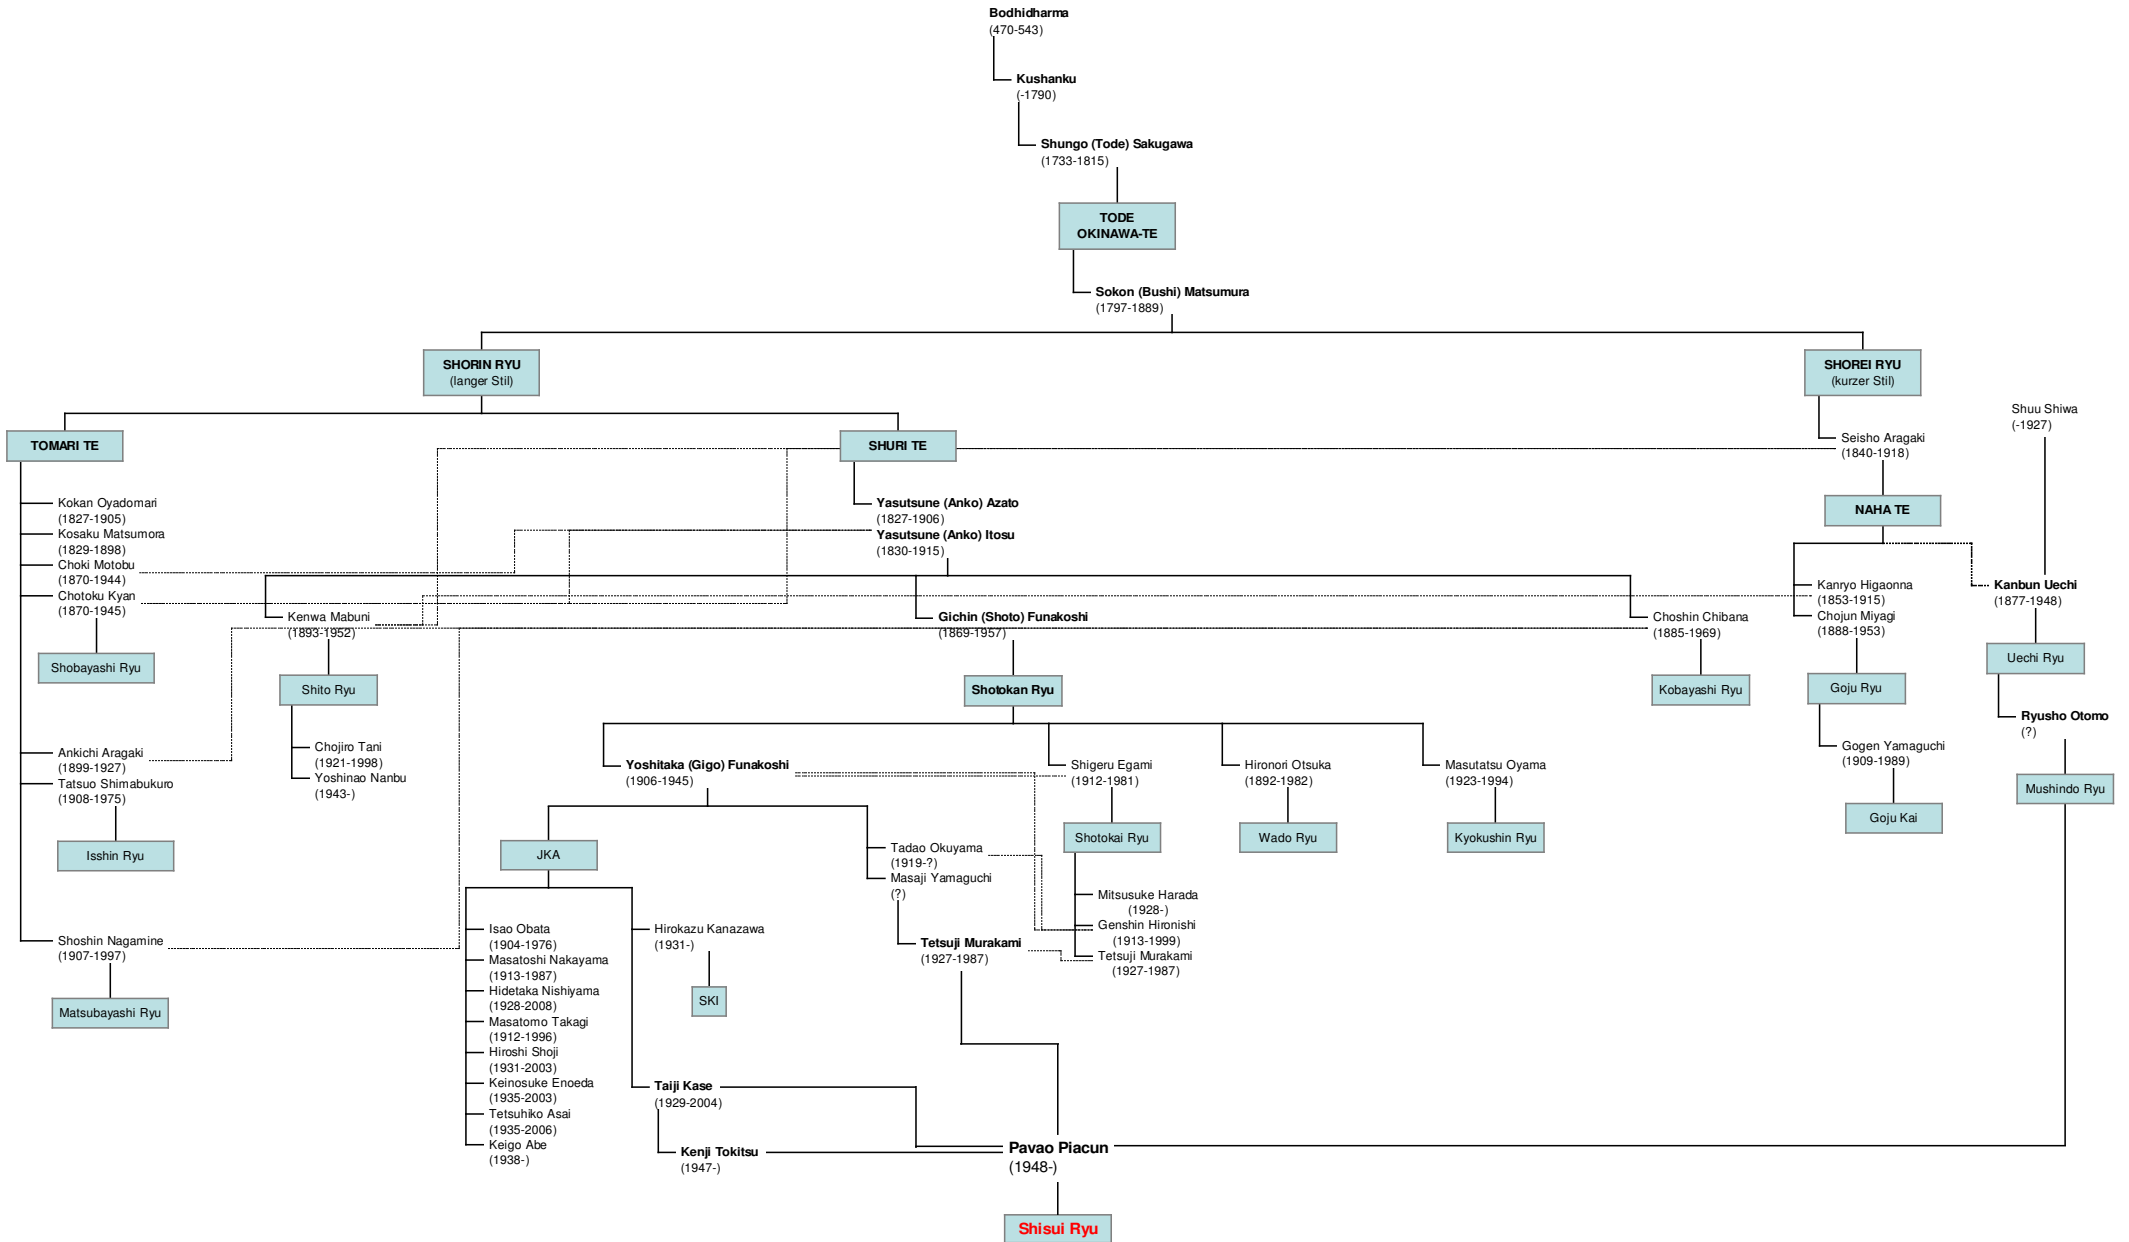 Bodhidharma
(470-543)
Kushanku
(-1790)
Shungo (Tode) Sakugawa
(1733-1815)
TODE
OKINAWA-TE
Sokon (Bushi) Matsumura
(1797-1889)
SHORIN RYU
(langer Stil)
SHOREI RYU
(kurzer Stil)
TOMARI TE
SHURI TE
Seisho Aragaki
(1840-1918)
Shuu Shiwa
(-1927)
NAHA TE
Kokan Oyadomari
(1827-1905)
Kosaku Matsumora
(1829-1898)
Choki Motobu
(1870-1944)
Chotoku Kyan
(1870-1945)
Shobayashi Ryu
Ankichi Aragaki
(1899-1927)
Tatsuo Shimabukuro
(1908-1975)
Isshin Ryu
Shoshin Nagamine
(1907-1997)
Matsubayashi Ryu
Yasutsune (Anko) Azato
(1827-1906)
Yasutsune (Anko) Itosu
(1830-1915)
Kenwa Mabuni
(1893-1952)
Shito Ryu
Chojiro Tani
(1921-1998)
Yoshinao Nanbu
(1943-)
Gichin (Shoto) Funakoshi
(1869-1957)
Shotokan Ryu
Choshin Chibana
(1885-1969)
Kobayashi Ryu
Kanryo Higaonna
(1853-1915)
Chojun Miyagi
(1888-1953)
Goju Ryu
Gogen Yamaguchi
(1909-1989)
Goju Kai
Kanbun Uechi
(1877-1948)
Uechi Ryu
Ryusho Otomo
(?)
Mushindo Ryu
Yoshitaka (Gigo) Funakoshi
(1906-1945)
Shigeru Egami
(1912-1981)
Hironori Otsuka
(1892-1982)
Masutatsu Oyama
(1923-1994)
Shotokai Ryu
Wado Ryu
Kyokushin Ryu
JKA
Tadao Okuyama
(1919-?)
Masaji Yamaguchi
(?)
Mitsusuke Harada
(1928-)
Genshin Hironishi
(1913-1999)
Tetsuji Murakami
(1927-1987)
Tetsuji Murakami
(1927-1987)
Isao Obata
(1904-1976)
Masatoshi Nakayama
(1913-1987)
Hidetaka Nishiyama
(1928-2008)
Masatomo Takagi
(1912-1996)
Hiroshi Shoji
(1931-2003)
Keinosuke Enoeda
(1935-2003)
Tetsuhiko Asai
(1935-2006)
Keigo Abe
(1938-)
Hirokazu Kanazawa
(1931-)
SKI
Taiji Kase
(1929-2004)
Kenji Tokitsu
(1947-)
Pavao Piacun
(1948-)
Shisui Ryu